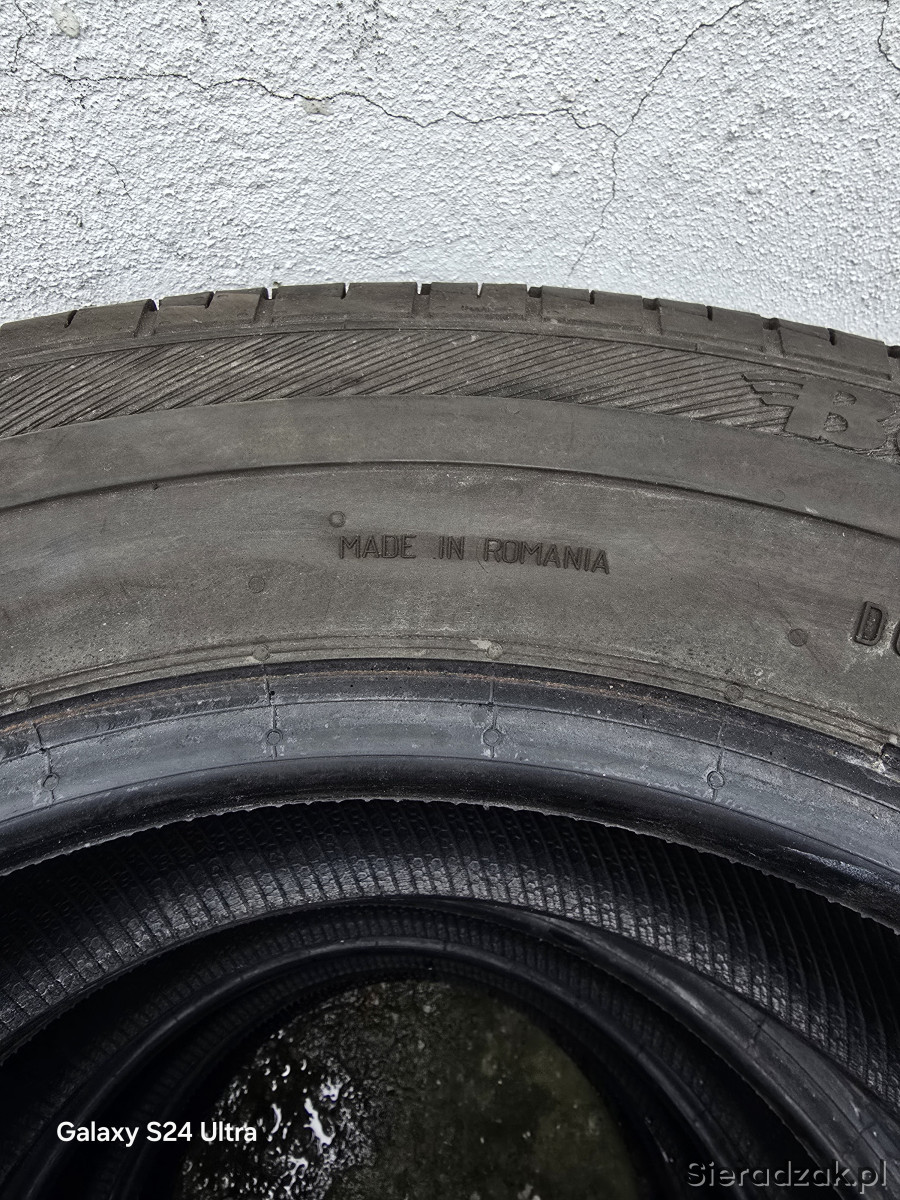 B
MADE IN ROMANIA
D
Galaxy S24 Ultra
Sieradzak.pl